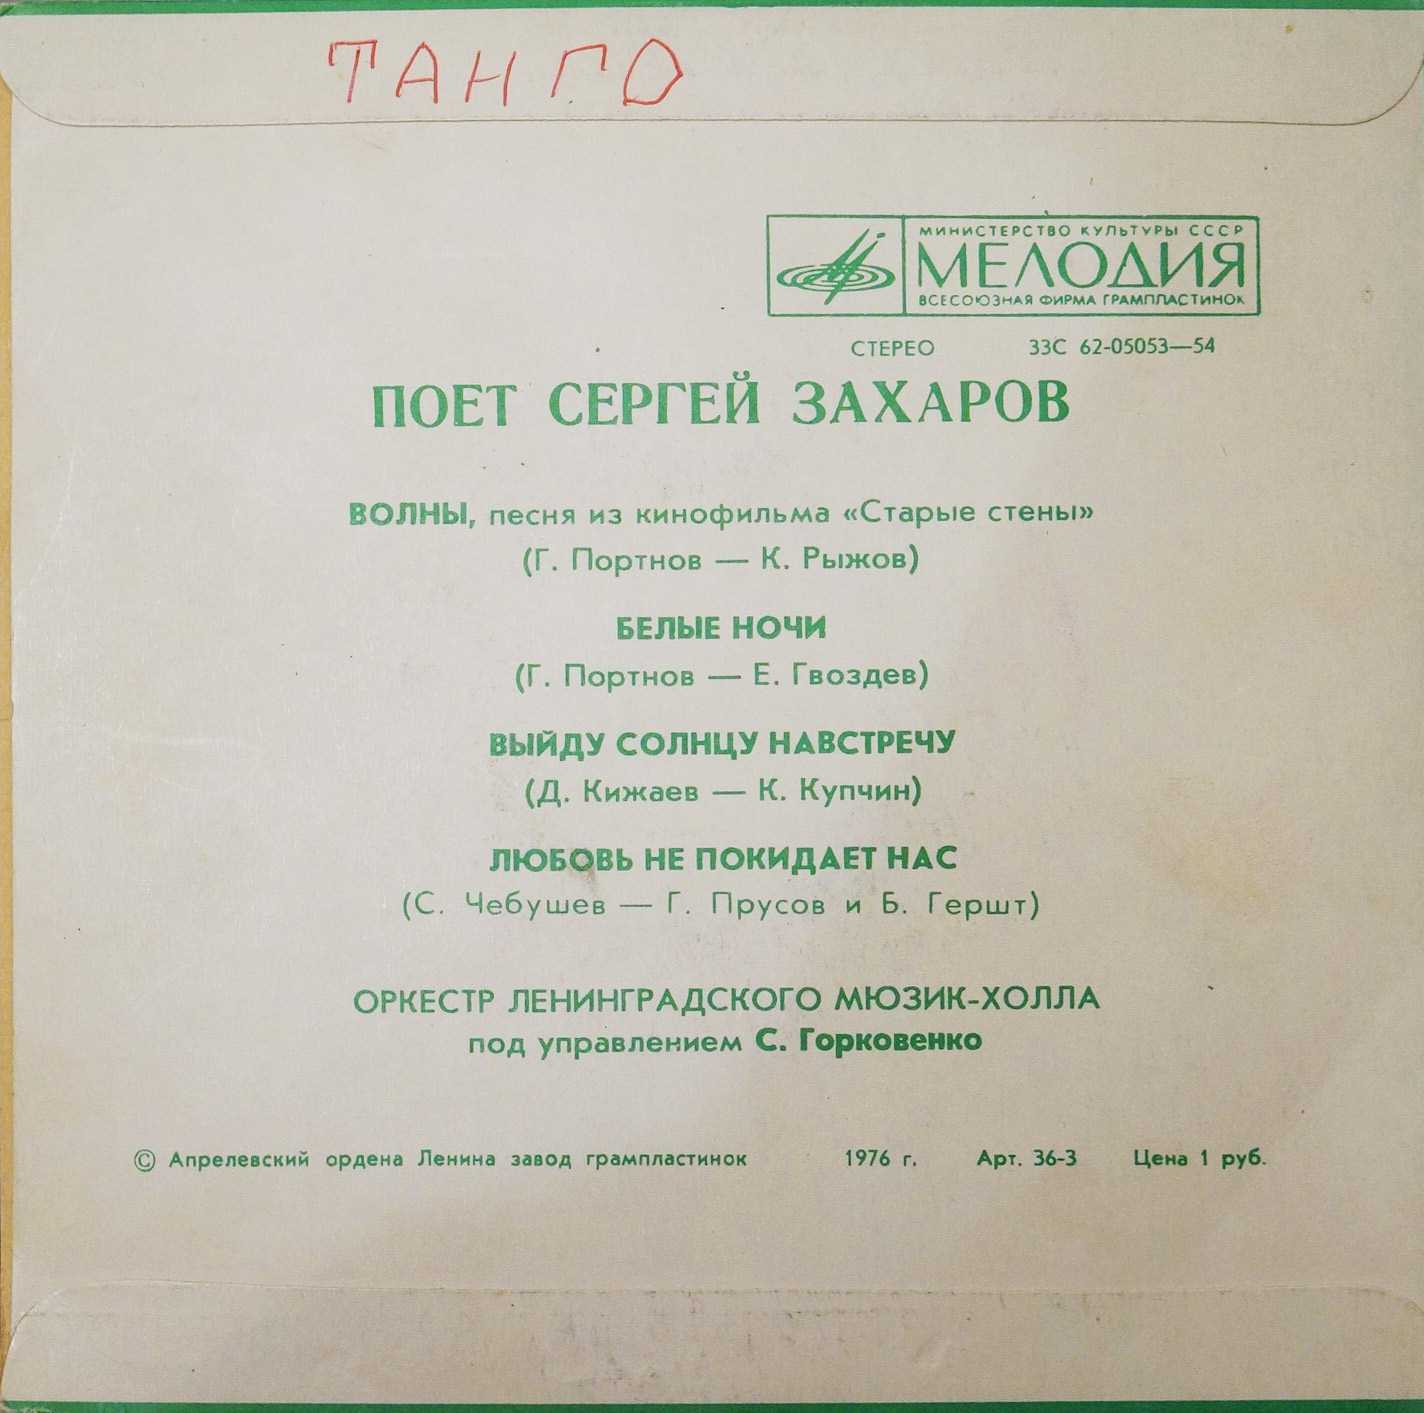 ТАНГО
МИНИСТЕРСТВО КУЛЬТУРЫ СССР
МЕЛОДИЯ
ВСЕСОЮЗНАЯ ФИРМА ГРАМПЛАСТИНОК
СТЕРЕО 33С 62-05053—54
ПОЕТ СЕРГЕЙ ЗАХАРОВ
ВОЛНЫ, песня из кинофильма «Старые стены»
(Г. Портнов — К. Рыжов)
БЕЛЫЕ НОЧИ
(Г. Портнов — Е. Гвоздев)
ВЫЙДУ СОЛНЦУ НАВСТРЕЧУ
(Д. Кижаев — К. Купчин)
ЛЮБОВЬ НЕ ПОКИДАЕТ НАС
(С. Чебушев — Г. Прусов и Б. Гершт)
ОРКЕСТР ЛЕНИНГРАДСКОГО МЮЗИК-ХОЛЛА
под управлением С. Горковенко
© Апрелевский ордена Ленина завод грампластинок 1976 г. Арт. 36-3 Цена 1 руб.